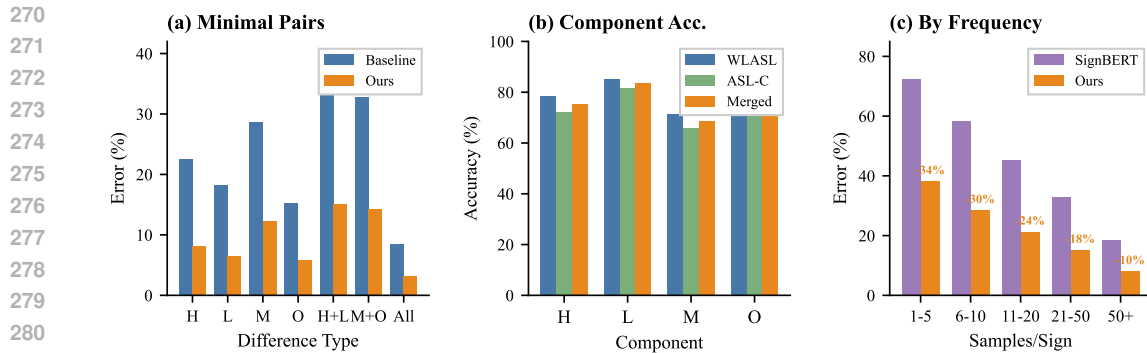 270
271
272
273
274
275
276
277
278
279
280
(a) Minimal Pairs
Error (%)
40
30
20
10
0
Baseline
Ours
H L M O H+L M+O All
Difference Type
(b) Component Acc.
Accuracy (%)
100
80
60
40
20
0
WLASL
ASL-C
Merged
H L M O
Component
(c) By Frequency
Error (%)
80
60
40
20
0
SignBERT
Ours
-34%
-30%
-24%
-18%
-10%
1-5 6-10 11-20 21-50 50+
Samples/Sign